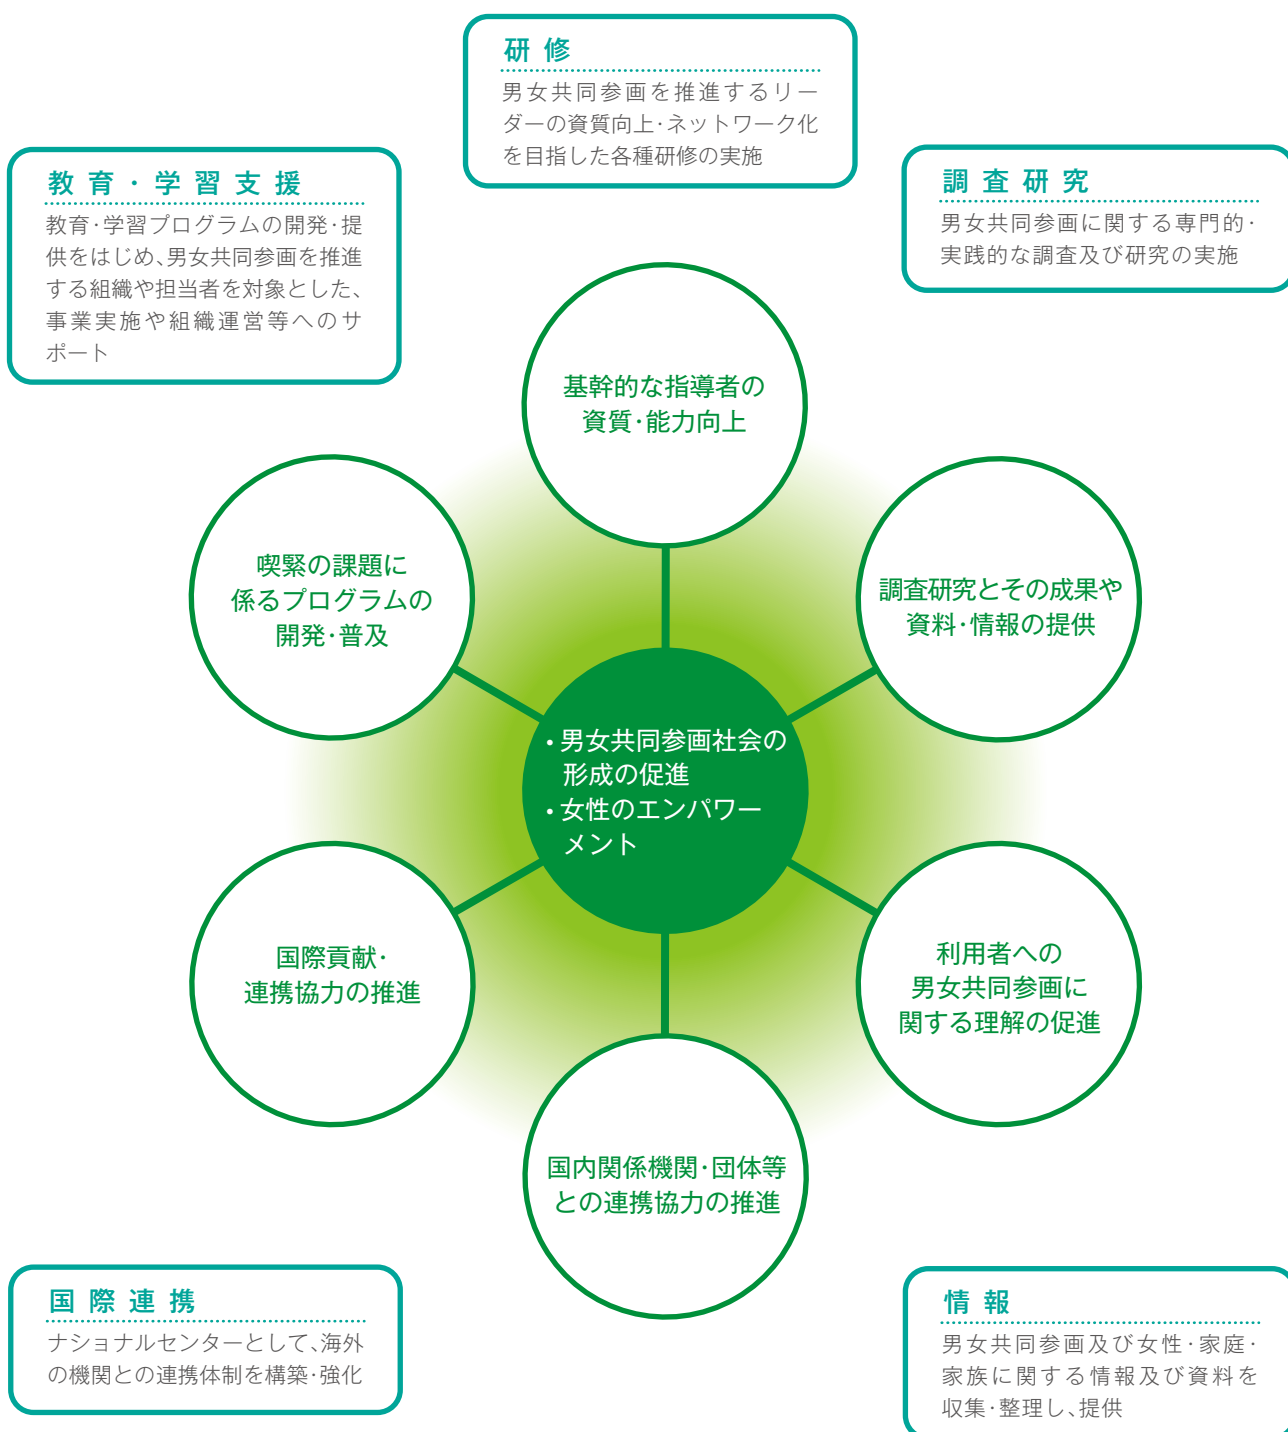 研修
男女共同参画を推進するリー
ダーの資質向上・ネットワーク化
を目指した各種研修の実施
教育・学習支援
教育・学習プログラムの開発・提
供をはじめ、男女共同参画を推進
する組織や担当者を対象とした、
事業実施や組織運営等へのサ
ポート
調査研究
男女共同参画に関する専門的・
実践的な調査及び研究の実施
基幹的な指導者の
資質・能力向上
喫緊の課題に
係るプログラムの
開発・普及
調査研究とその成果や
資料・情報の提供
・男女共同参画社会の
形成の促進
・女性のエンパワー
メント
国際貢献・
連携協力の推進
利用者への
男女共同参画に
関する理解の促進
国内関係機関・団体等
との連携協力の推進
国際連携
ナショナルセンターとして、海外
の機関との連携体制を構築・強化
情報
男女共同参画及び女性・家庭・
家族に関する情報及び資料を
収集・整理し、提供